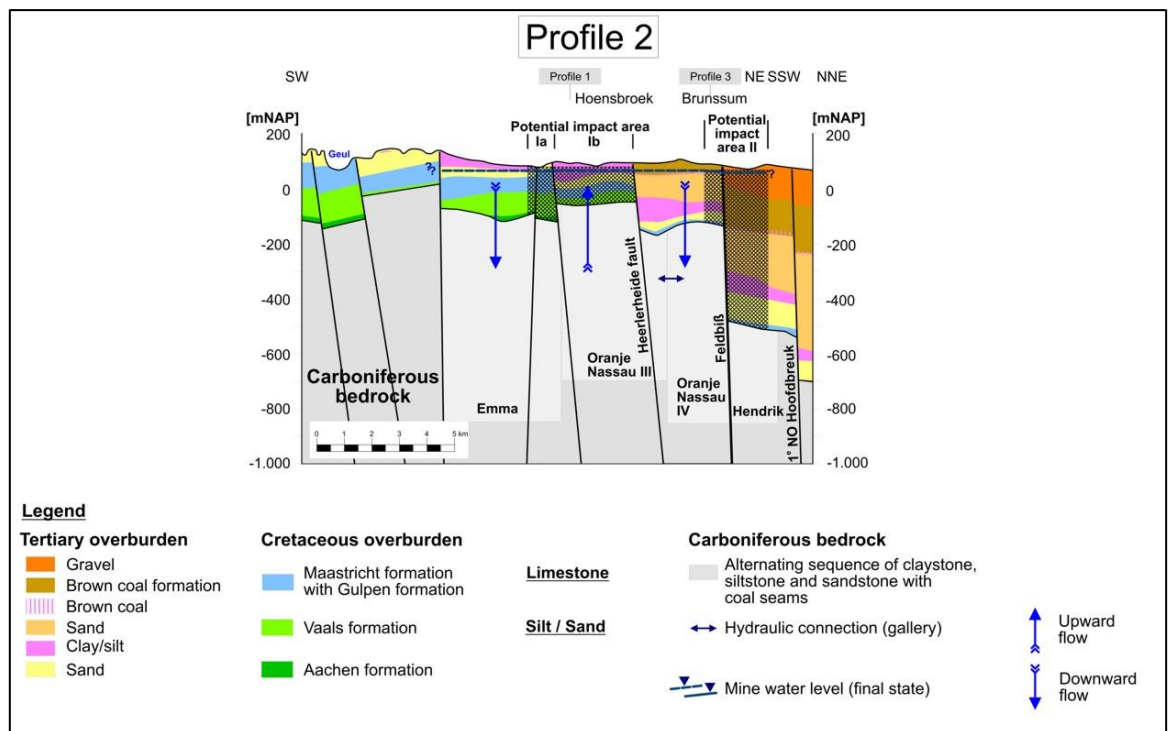 Profile 2
SW
Profile 1
Profile 3
NE SSW
NNE
Hoensbroek
Brunssum
[mNAP]
[mNAP]
Potential impact area
Ia
Ib
Potential
impact
area II
200
0
-200
-400
-600
-800
-1.000
200
0
-200
-400
-600
-800
-1.000
Geul
?
?
?
Heerlerheide fault
Feldbiß
1° NO Hoofdbreuk
Carboniferous
bedrock
Emma
Oranje
Nassau III
Oranje
Nassau
IV
Hendrik
0 1 2 3 4 5 km
Legend
Tertiary overburden
Gravel
Brown coal formation
Brown coal
Sand
Clay/silt
Sand
Cretaceous overburden
Maastricht formation
with Gulpen formation
Vaals formation
Aachen formation
Limestone
Silt / Sand
Carboniferous bedrock
Alternating sequence of claystone,
siltstone and sandstone with
coal seams
Hydraulic connection (gallery)
Mine water level (final state)
Upward
flow
Downward
flow